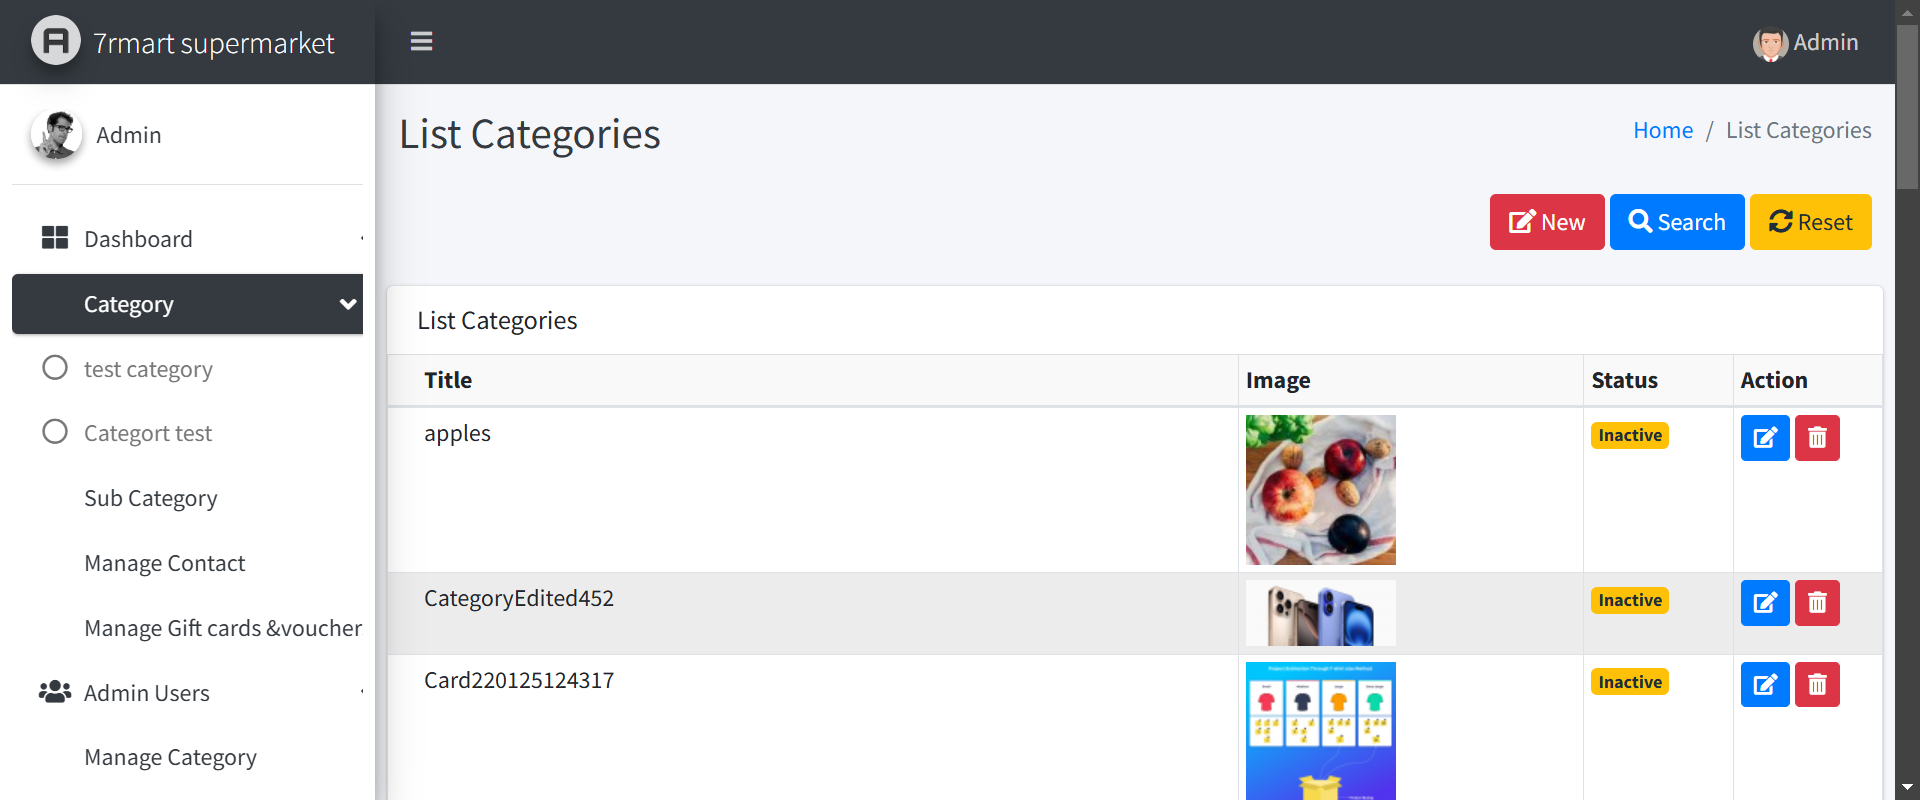 7rmart supermarket
Admin
Admin
List Categories
Home / List Categories
New
Search
Reset
Dashboard
Category
test category
Categort test
Sub Category
Manage Contact
Manage Gift cards &voucher
Admin Users
Manage Category
List Categories
Title Image Status Action
apples Inactive
CategoryEdited452 Inactive
Card220125124317 Inactive